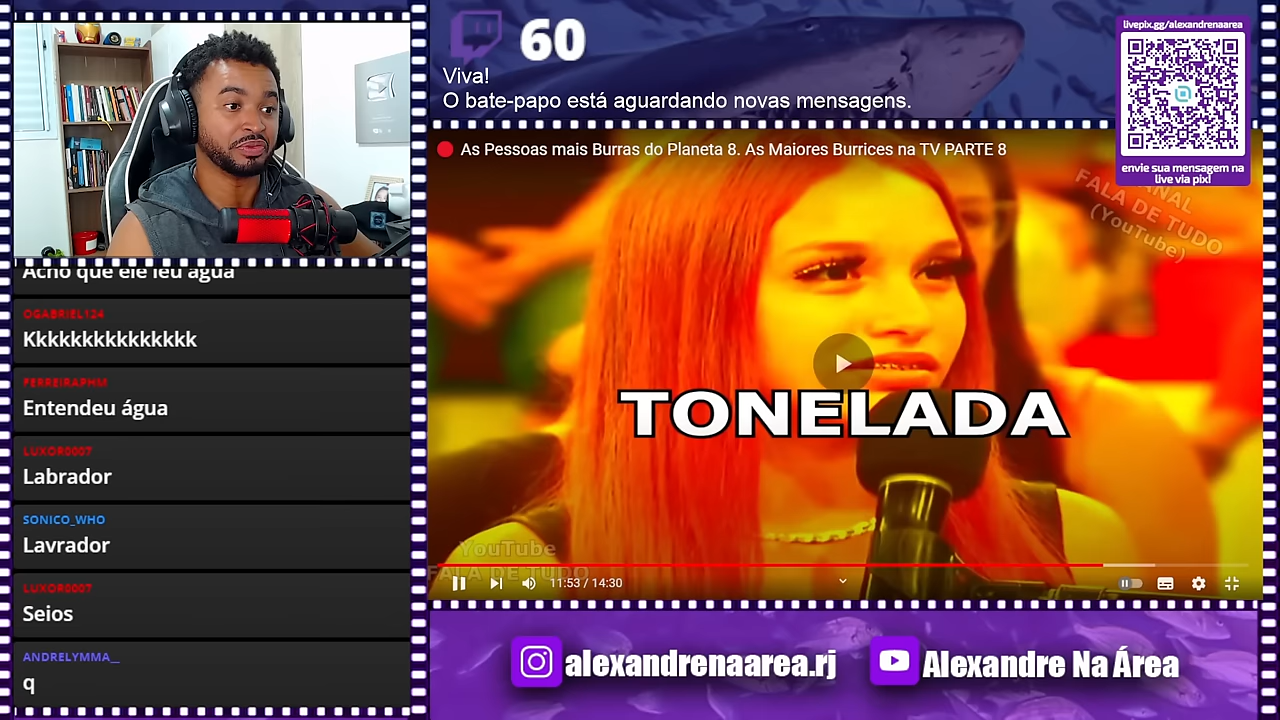 60
Viva!
O bate-papo está aguardando novas mensagens.
livepix.gg/alexandrenaarea
envie sua mensagem na
live via pix!
As Pessoas mais Burras do Planeta 8. As Maiores Burrices na TV PARTE 8
CANAL
FALA DE TUDO
(YouTube)
TONELADA
YouTube
FALA DE TUDO
11:53 / 14:30
Acho que ele leu água
OGABRIEL124
Kkkkkkkkkkkkkkk
FERREIRAPHM
Entendeu água
LUXOR0007
Labrador
SONICO_WHO
Lavrador
LUXOR0007
Seios
ANDRELYMMA__
q
alexandrenaarea.rj
Alexandre Na Área